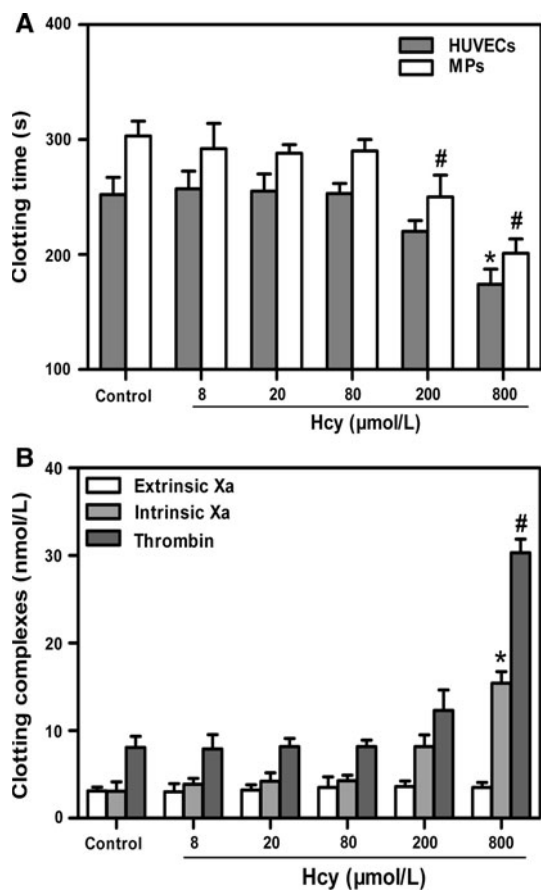 A
400
300
200
100
Clotting time (s)
HUVECs
MPs
#
*
#
Control
8
20
80
200
800
Hcy (µmol/L)
B
40
30
20
10
0
Clotting complexes (nmol/L)
Extrinsic Xa
Intrinsic Xa
Thrombin
#
*
Control
8
20
80
200
800
Hcy (µmol/L)